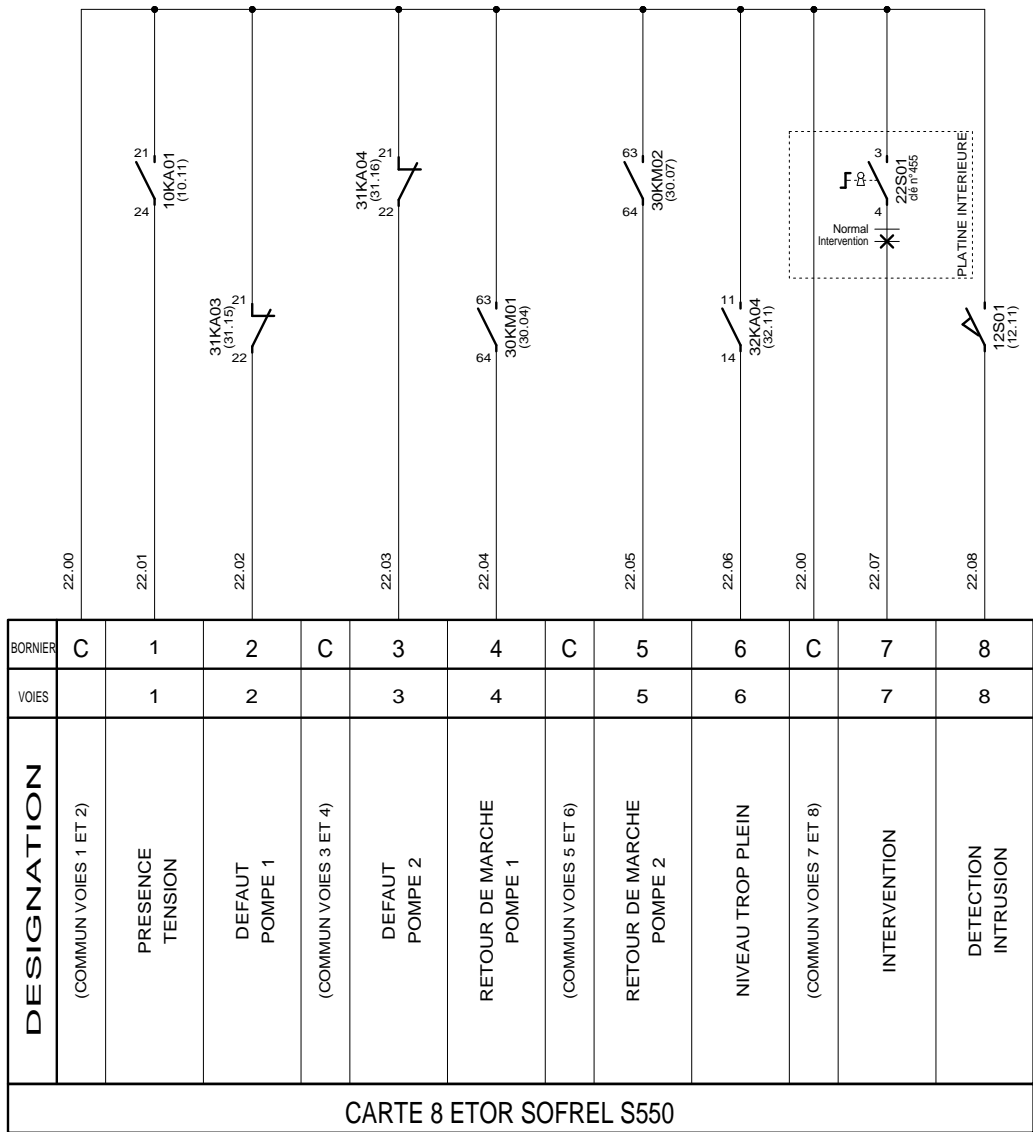 21
24
10KA01
(10.11)
31KA03
(31.15)
21
22
31KA04
(31.16)
21
22
63
64
30KM01
(30.04)
63
64
30KM02
(30.07)
11
14
32KA04
(32.11)
3
4
22S01
clé n°455
Normal
Intervention
PLATINE INTERIEURE
12S01
(12.11)
22.00
22.01
22.02
22.03
22.04
22.05
22.06
22.00
22.07
22.08
BORNIER C 1 2 C 3 4 C 5 6 C 7 8
VOIES 1 2 3 4 5 6 7 8
DESIGNATION
(COMMUN VOIES 1 ET 2)
PRESENCE
TENSION
DEFAUT
POMPE 1
(COMMUN VOIES 3 ET 4)
DEFAUT
POMPE 2
RETOUR DE MARCHE
POMPE 1
(COMMUN VOIES 5 ET 6)
RETOUR DE MARCHE
POMPE 2
NIVEAU TROP PLEIN
(COMMUN VOIES 7 ET 8)
INTERVENTION
DETECTION
INTRUSION
CARTE 8 ETOR SOFREL S550